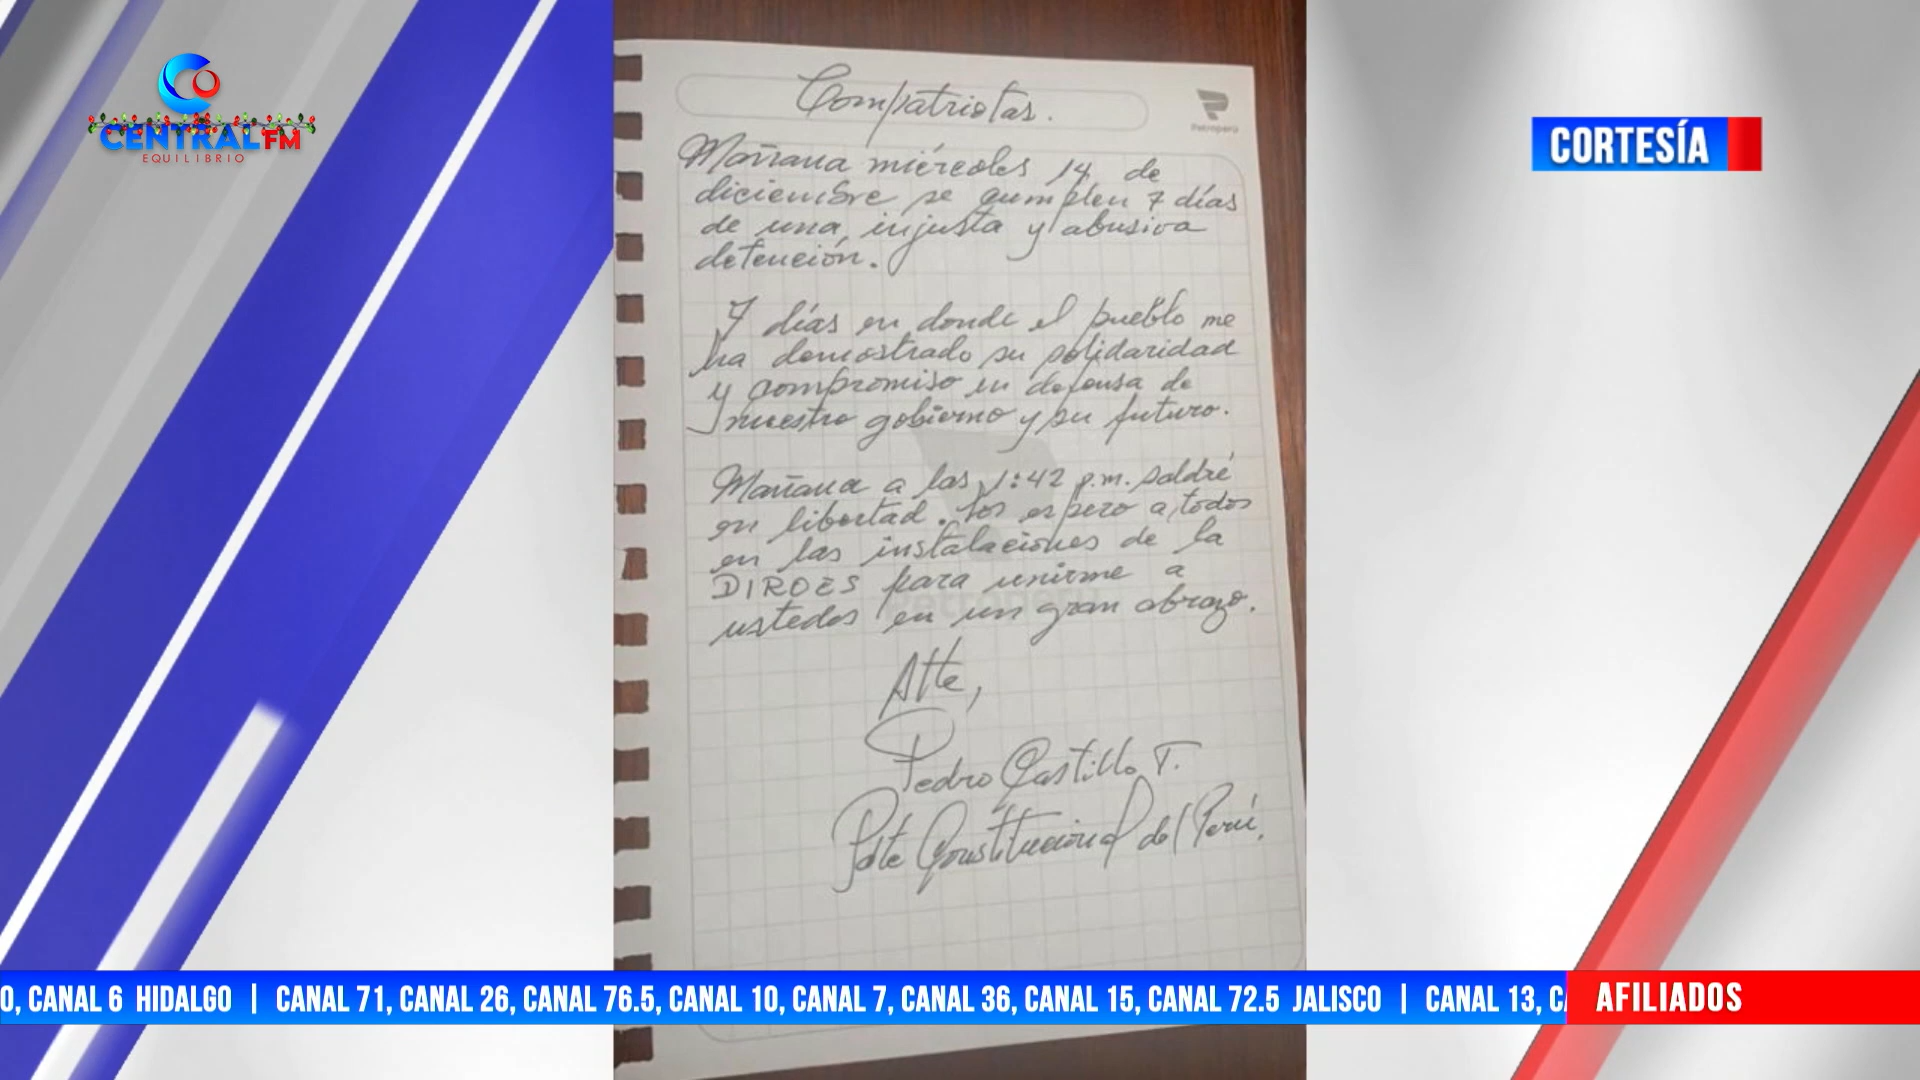 CENTRAL FM
EQUILIBRIO
CORTESÍA
Compatriotas.
Petroperú
Mañana miércoles 14 de
diciembre se cumplen 7 días
de una injusta y abusiva
detención.
7 días en donde el pueblo me
ha demostrado su solidaridad
y compromiso en defensa de
nuestro gobierno y su futuro.
Mañana a las 1:42 p.m. saldré
en libertad. Los espero a todos
en las instalaciones de la
DIROES para unirme a
ustedes en un gran abrazo.
Atte,
Pedro Castillo T.
Pdte Constitucional del Perú.
O, CANAL 6 HIDALGO | CANAL 71, CANAL 26, CANAL 76.5, CANAL 10, CANAL 7, CANAL 36, CANAL 15, CANAL 72.5 JALISCO | CANAL 13, CA
AFILIADOS